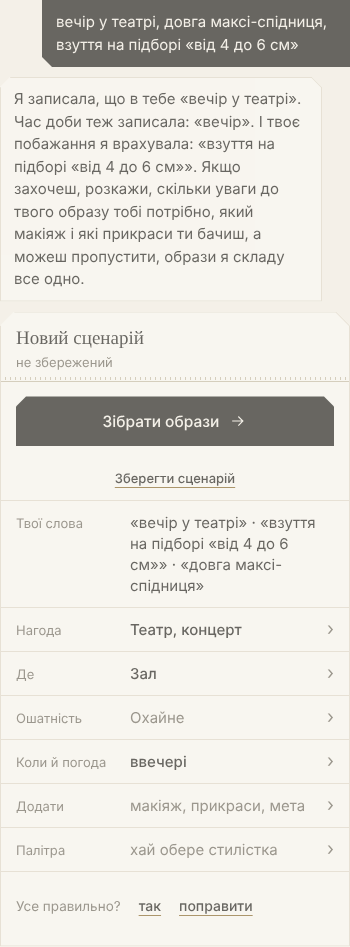 вечір у театрі, довга максі-спідниця,
взуття на підборі «від 4 до 6 см»
Я записала, що в тебе «вечір у театрі».
Час доби теж записала: «вечір». І твоє
побажання я врахувала: «взуття на
підборі «від 4 до 6 см»». Якщо
захочеш, розкажи, скільки уваги до
твого образу тобі потрібно, який
макіяж і які прикраси ти бачиш, а
можеш пропустити, образи я складу
все одно.
Новий сценарій
не збережений
Зібрати образи →
Зберегти сценарій
Твої слова «вечір у театрі» · «взуття
на підборі «від 4 до 6
см»» · «довга максі-
спідниця»
Нагода Театр, концерт
Де Зал
Ошатність Охайне
Коли й погода ввечері
Додати макіяж, прикраси, мета
Палітра хай обере стилістка
Усе правильно? так поправити